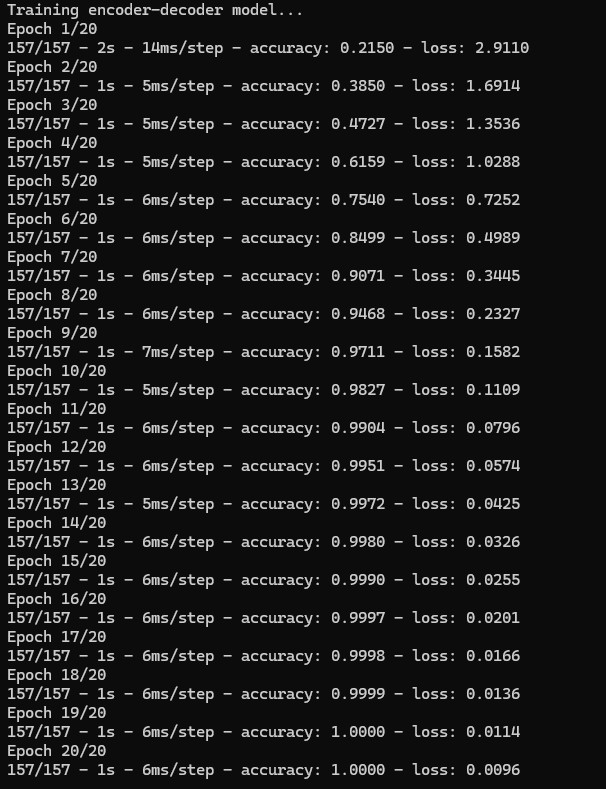 Training encoder-decoder model...
Epoch 1/20
157/157 - 2s - 14ms/step - accuracy: 0.2150 - loss: 2.9110
Epoch 2/20
157/157 - 1s - 5ms/step - accuracy: 0.3850 - loss: 1.6914
Epoch 3/20
157/157 - 1s - 5ms/step - accuracy: 0.4727 - loss: 1.3536
Epoch 4/20
157/157 - 1s - 5ms/step - accuracy: 0.6159 - loss: 1.0288
Epoch 5/20
157/157 - 1s - 6ms/step - accuracy: 0.7540 - loss: 0.7252
Epoch 6/20
157/157 - 1s - 6ms/step - accuracy: 0.8499 - loss: 0.4989
Epoch 7/20
157/157 - 1s - 6ms/step - accuracy: 0.9071 - loss: 0.3445
Epoch 8/20
157/157 - 1s - 6ms/step - accuracy: 0.9468 - loss: 0.2327
Epoch 9/20
157/157 - 1s - 7ms/step - accuracy: 0.9711 - loss: 0.1582
Epoch 10/20
157/157 - 1s - 5ms/step - accuracy: 0.9827 - loss: 0.1109
Epoch 11/20
157/157 - 1s - 6ms/step - accuracy: 0.9904 - loss: 0.0796
Epoch 12/20
157/157 - 1s - 6ms/step - accuracy: 0.9951 - loss: 0.0574
Epoch 13/20
157/157 - 1s - 5ms/step - accuracy: 0.9972 - loss: 0.0425
Epoch 14/20
157/157 - 1s - 6ms/step - accuracy: 0.9980 - loss: 0.0326
Epoch 15/20
157/157 - 1s - 6ms/step - accuracy: 0.9990 - loss: 0.0255
Epoch 16/20
157/157 - 1s - 6ms/step - accuracy: 0.9997 - loss: 0.0201
Epoch 17/20
157/157 - 1s - 6ms/step - accuracy: 0.9998 - loss: 0.0166
Epoch 18/20
157/157 - 1s - 6ms/step - accuracy: 0.9999 - loss: 0.0136
Epoch 19/20
157/157 - 1s - 6ms/step - accuracy: 1.0000 - loss: 0.0114
Epoch 20/20
157/157 - 1s - 6ms/step - accuracy: 1.0000 - loss: 0.0096